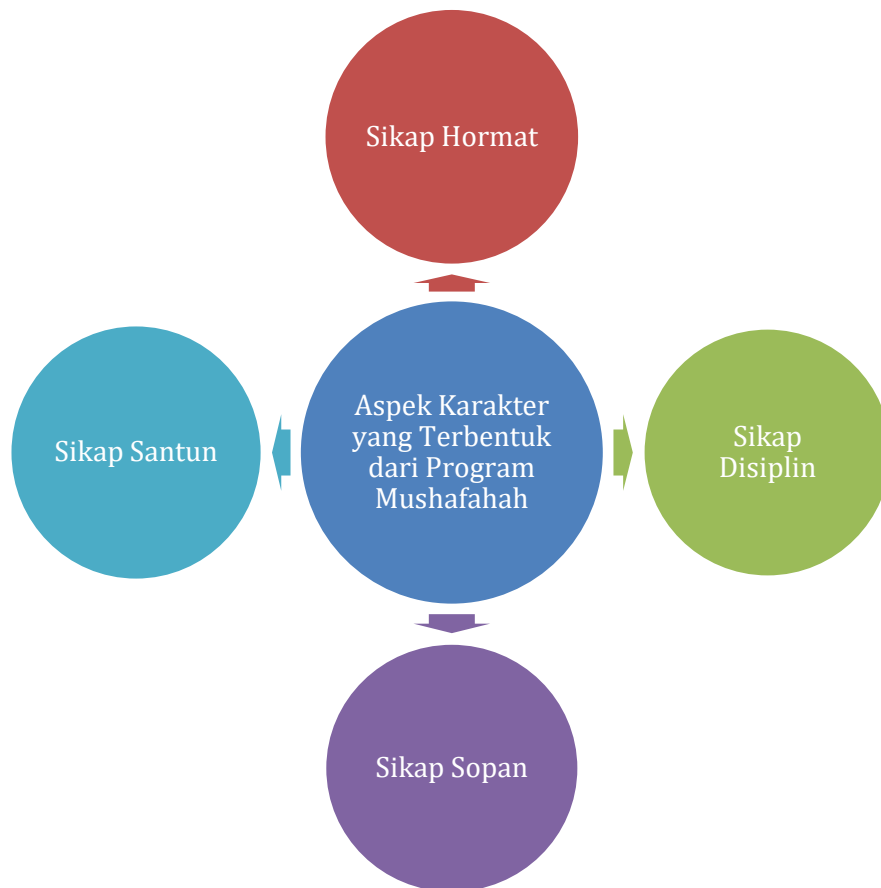 Sikap Hormat
Aspek Karakter
yang Terbentuk
dari Program
Mushafahah
Sikap Santun
Sikap
Disiplin
Sikap Sopan